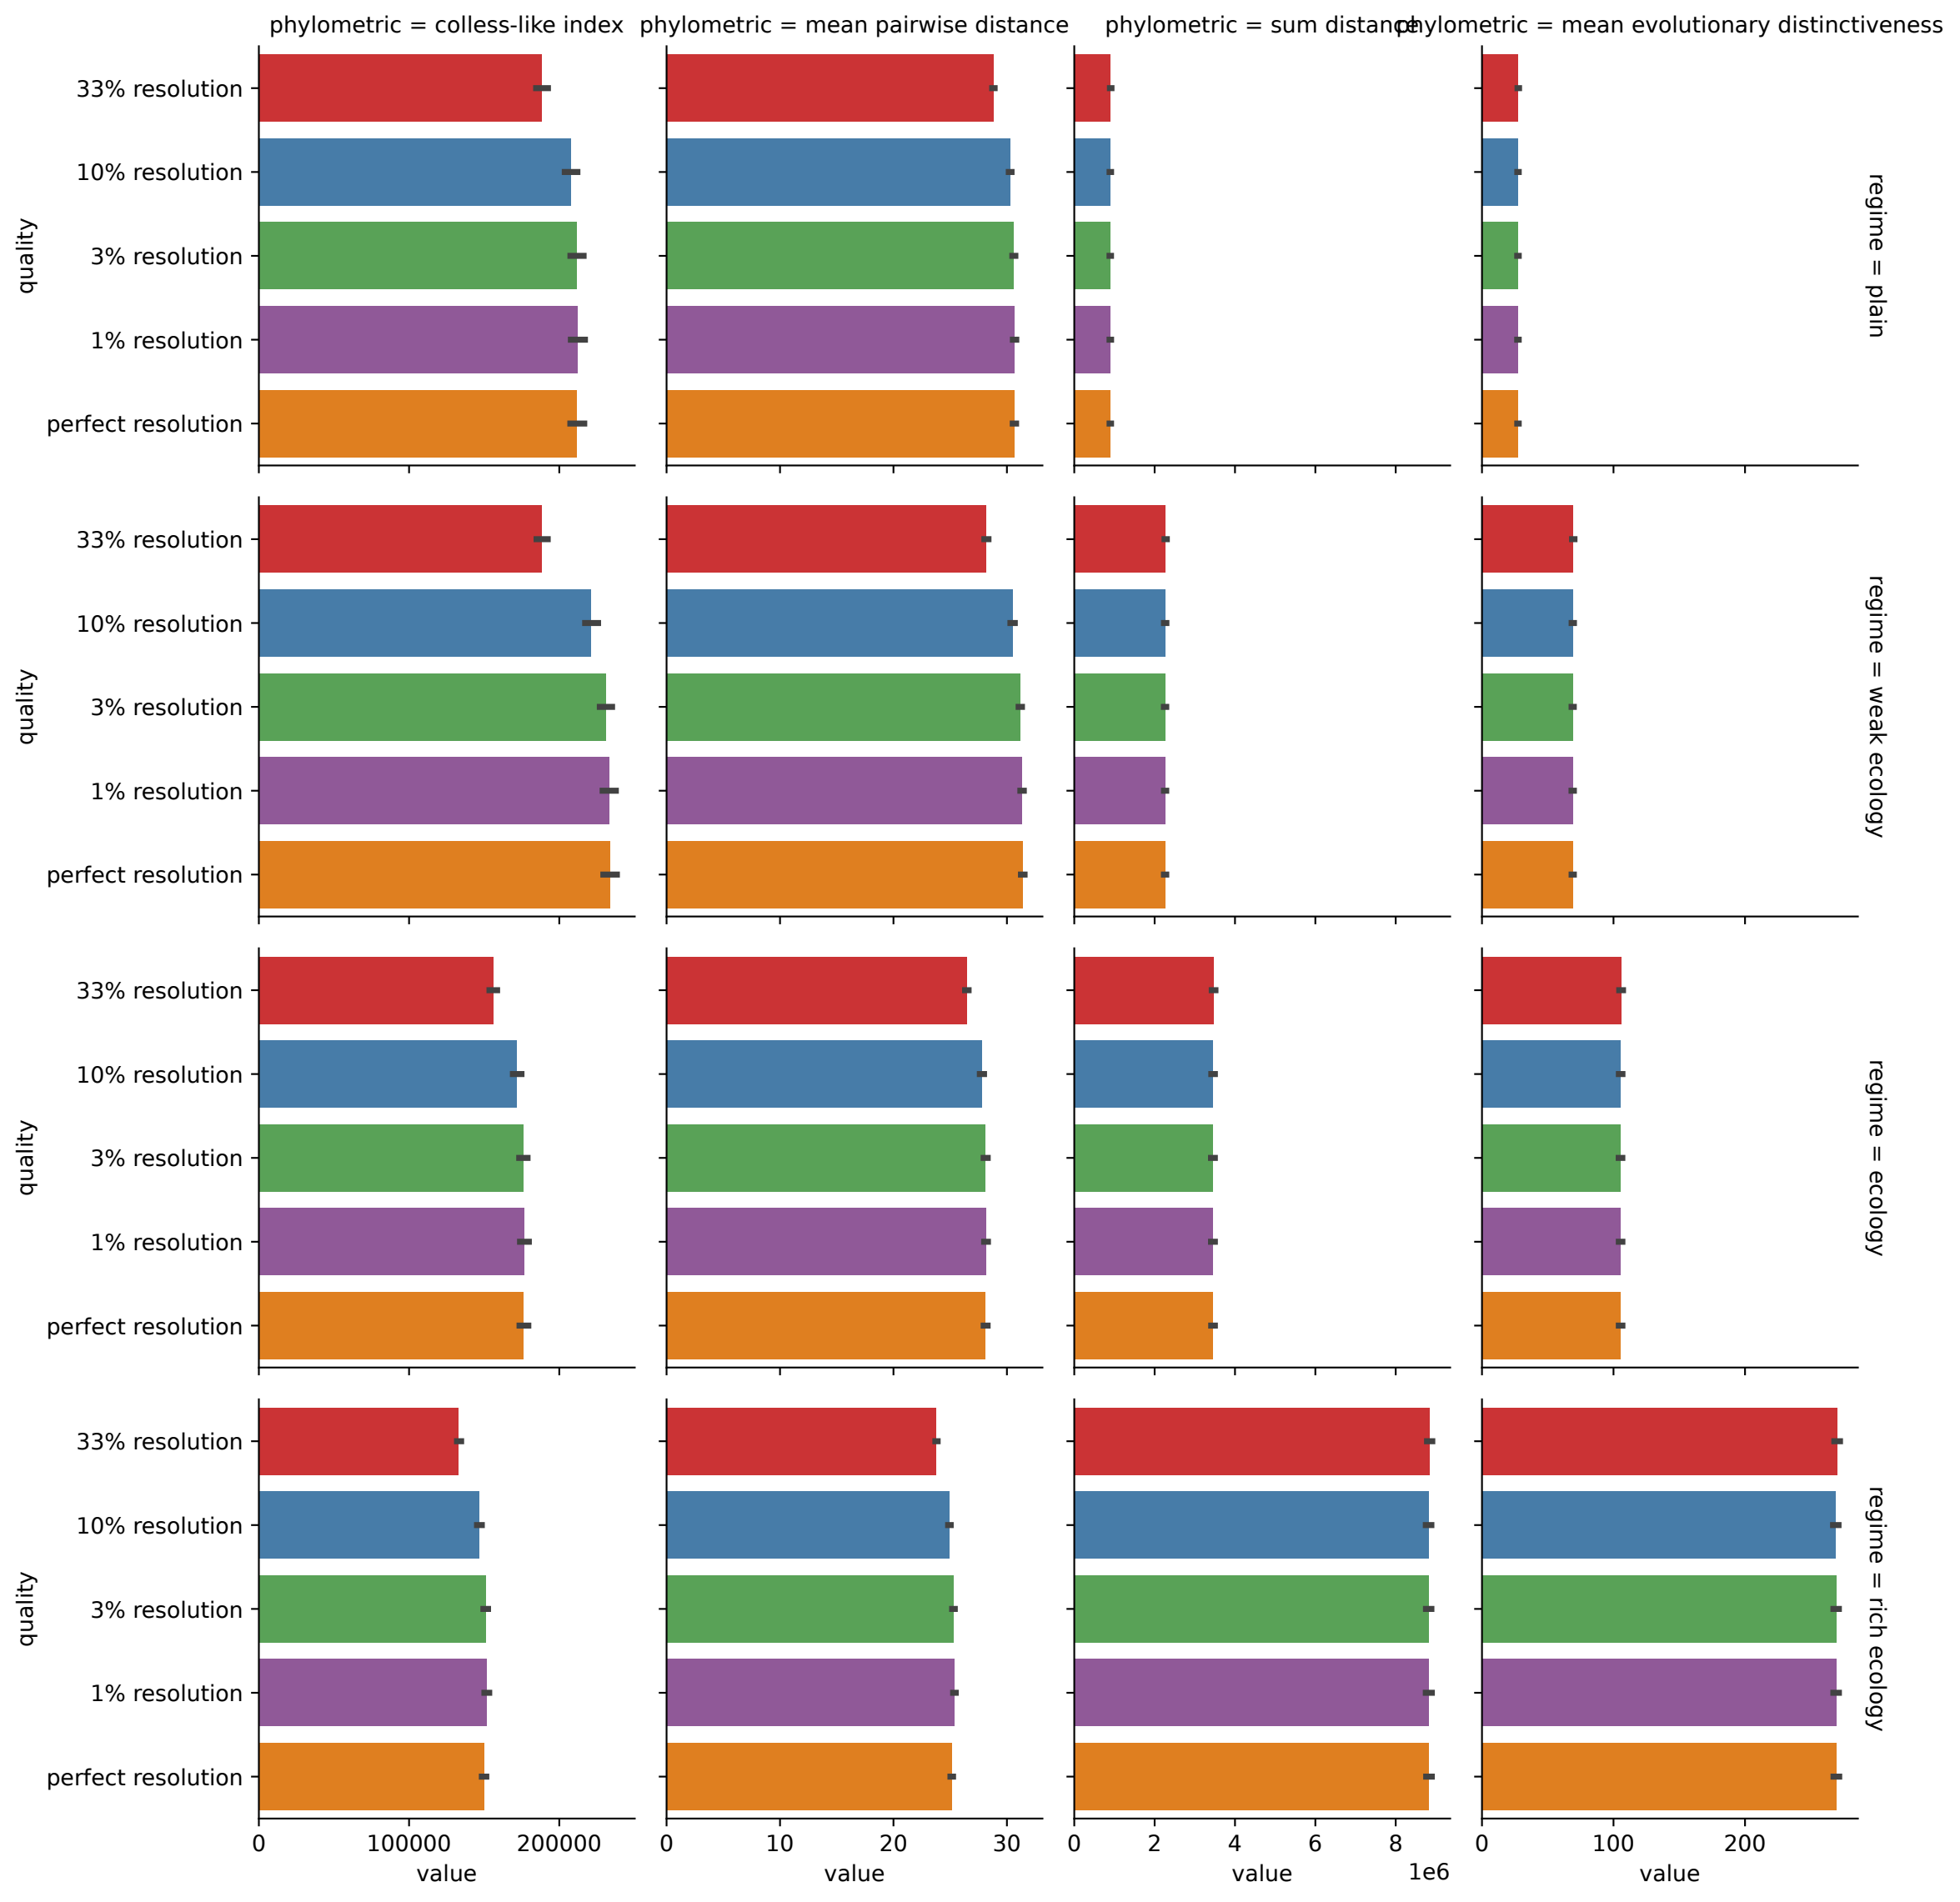 phylometric = colless-like index
phylometric = mean pairwise distance
phylometric = sum distance
phylometric = mean evolutionary distinctiveness
quality
33% resolution
10% resolution
3% resolution
1% resolution
perfect resolution
regime = plain
quality
33% resolution
10% resolution
3% resolution
1% resolution
perfect resolution
regime = weak ecology
quality
33% resolution
10% resolution
3% resolution
1% resolution
perfect resolution
regime = ecology
quality
33% resolution
10% resolution
3% resolution
1% resolution
perfect resolution
regime = rich ecology
0 100000 200000
value
0 10 20 30
value
0 2 4 6 8
1e6
value
0 100 200
value